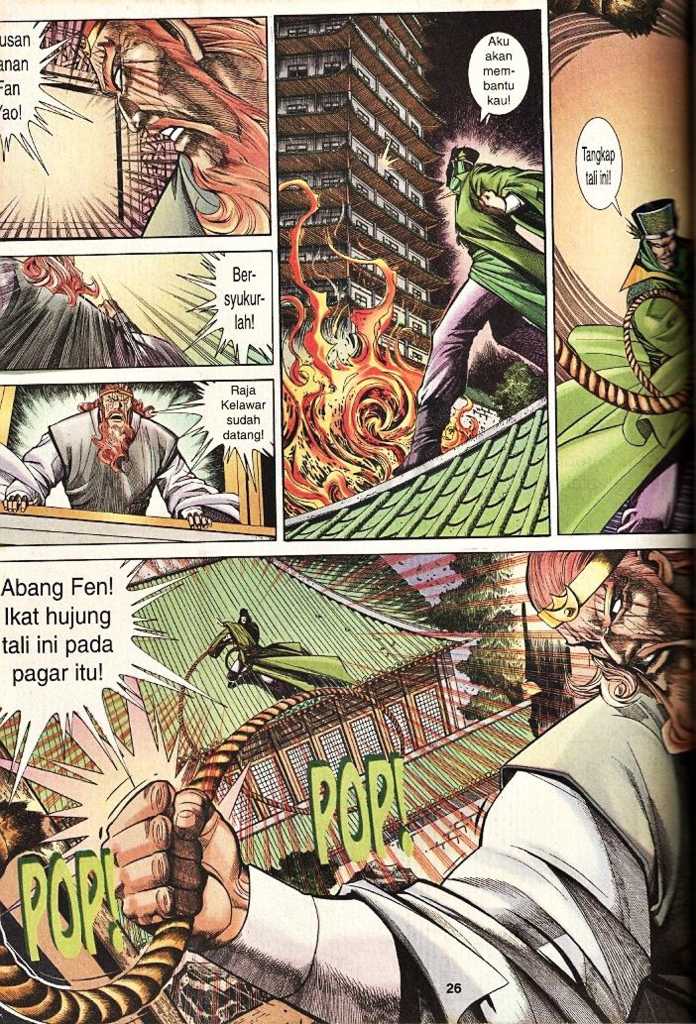 usan
anan
Fan
Yao!
Ber-
syukur-
lah!
Raja
Kelawar
sudah
datang!
Aku
akan
mem-
bantu
kau!
Tangkap
tali ini!
Abang Fen!
Ikat hujung
tali ini pada
pagar itu!
POP!
POP!
26